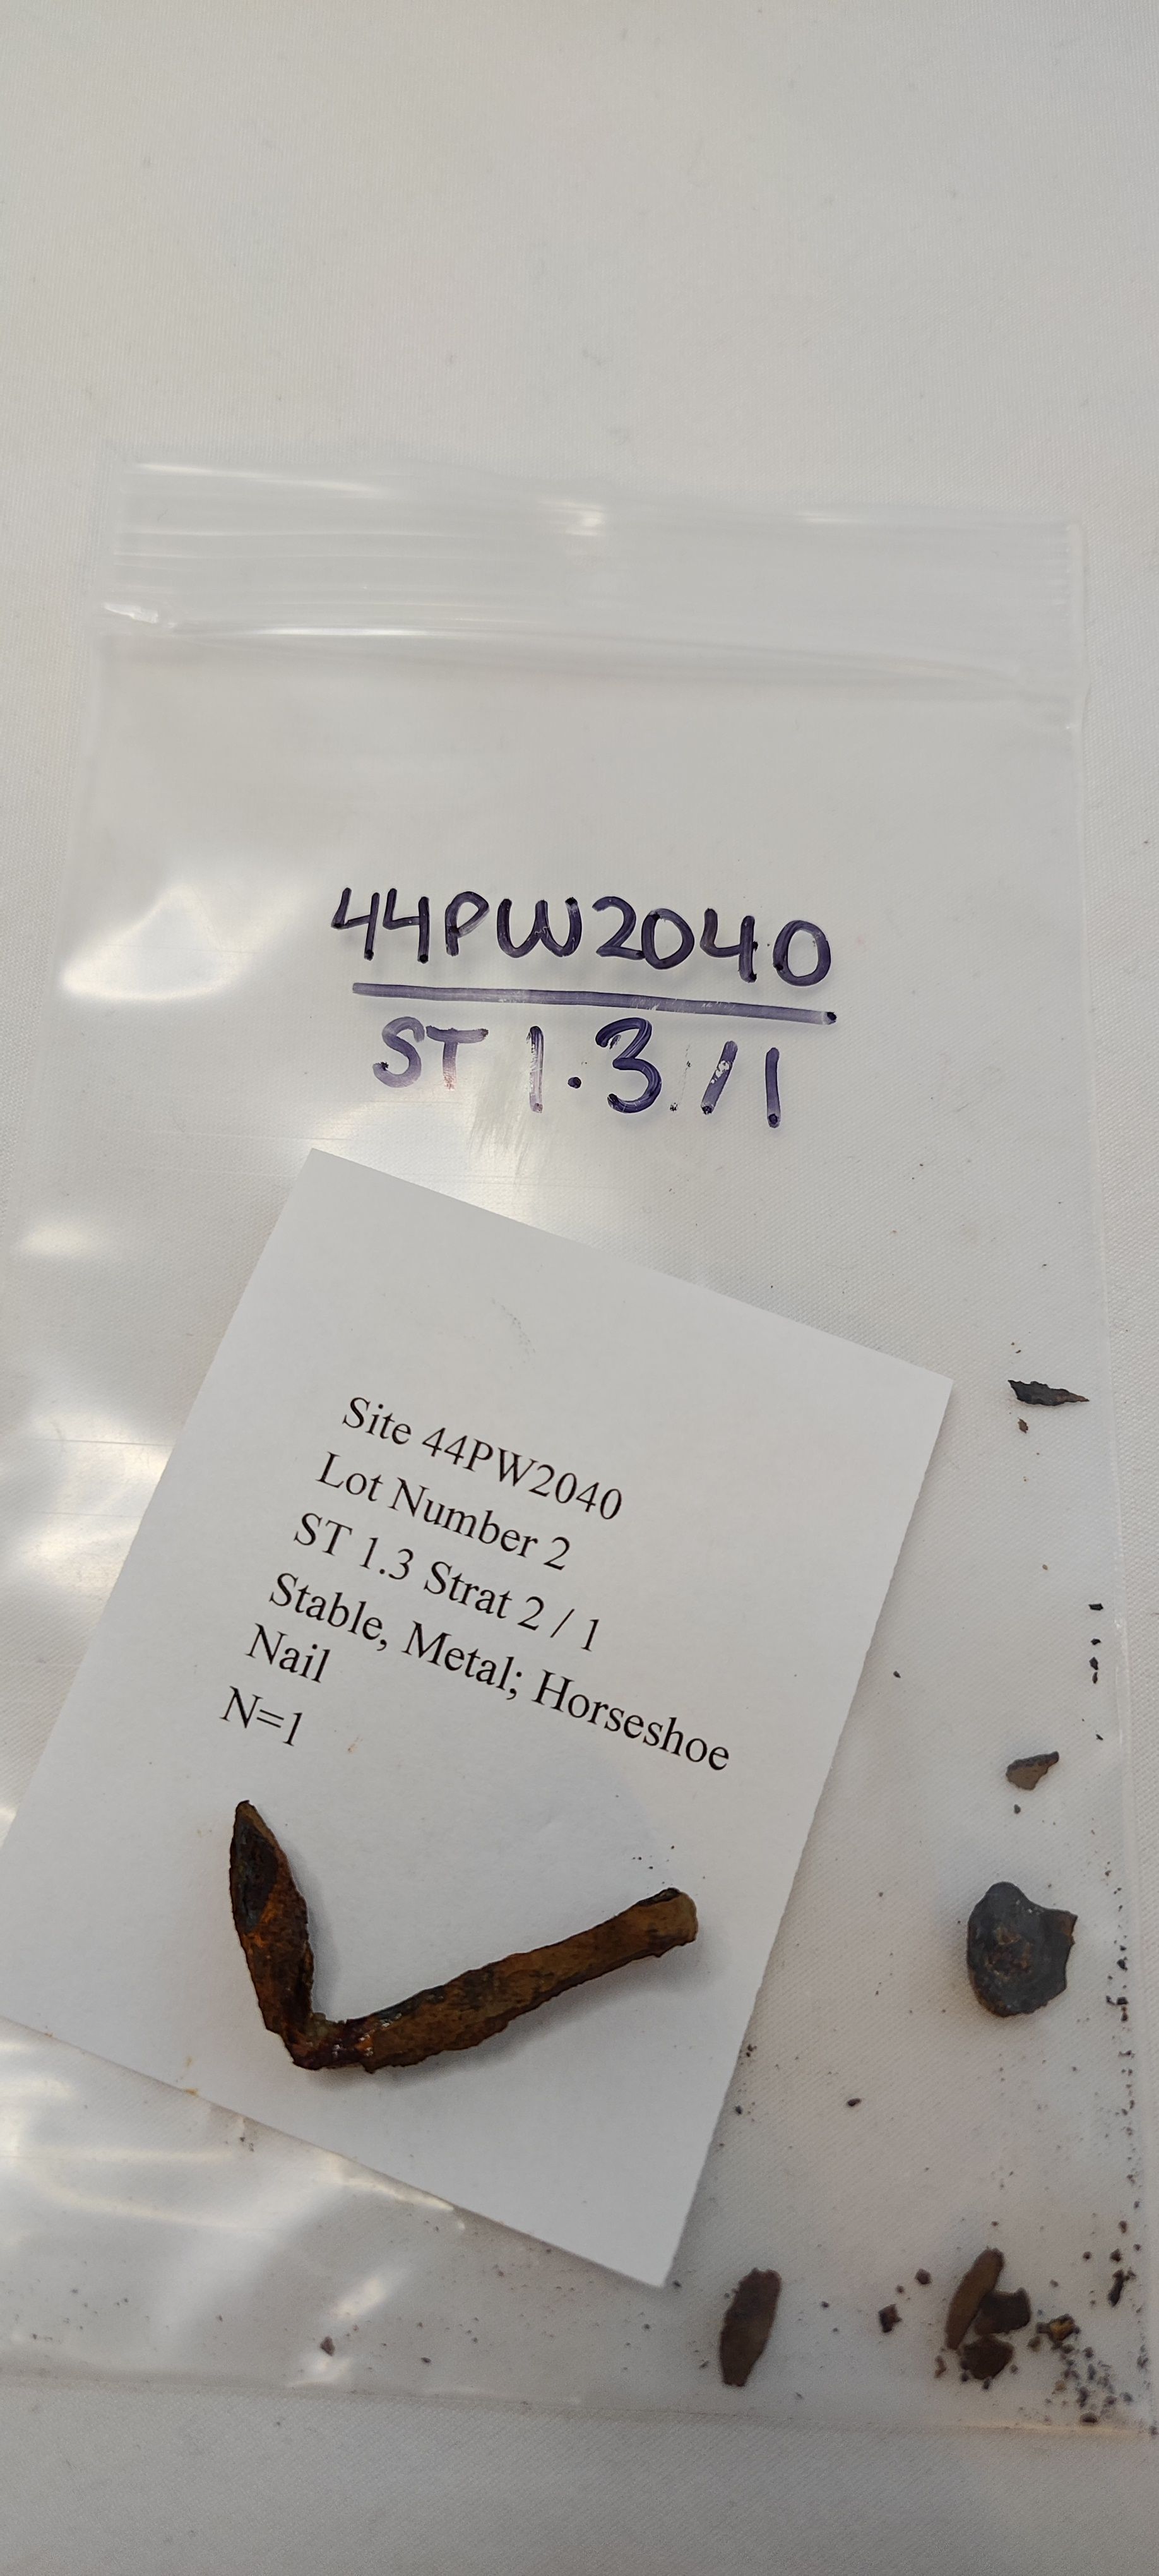 44PW2040
ST 1.3/1
Site 44PW2040
Lot Number 2
ST 1.3 Strat 2 / 1
Stable, Metal; Horseshoe
Nail
N=1